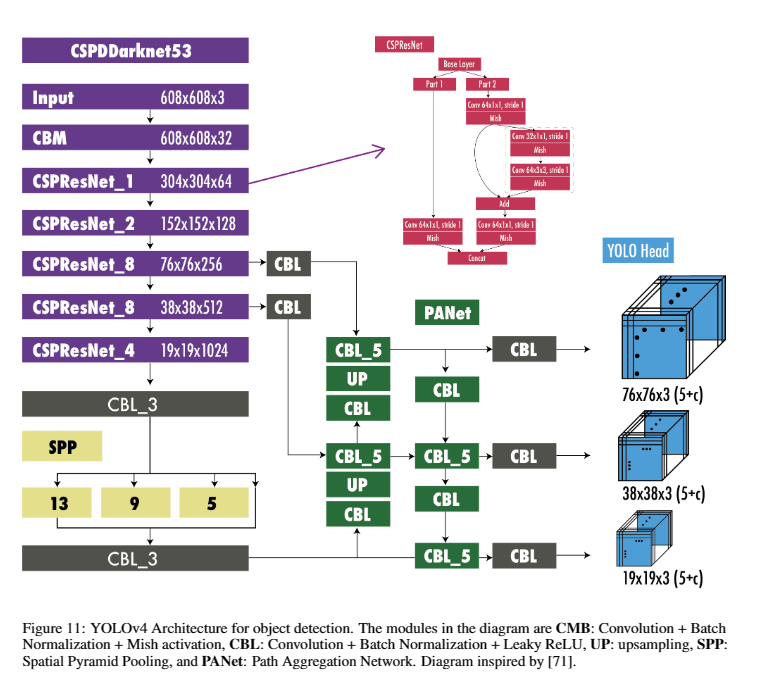 CSPDDarknet53
Input 608x608x3
CBM 608x608x32
CSPResNet_1 304x304x64
CSPResNet_2 152x152x128
CSPResNet_8 76x76x256
CBL
CSPResNet_8 38x38x512
CBL
CSPResNet_4 19x19x1024
CBL_3
SPP
13 9 5
CBL_3
CSPResNet
Base Layer
Part 1 Part 2
Conv 64x1x1, stride 1
Mish
Conv 32x1x1, stride 1
Mish
Conv 64x3x3, stride 1
Mish
Add
Conv 64x1x1, stride 1 Conv 64x1x1, stride 1
Mish Mish
Concat
PANet
CBL_5
UP
CBL
CBL_5
UP
CBL
CBL
CBL_5
CBL
CBL_5
CBL
CBL
CBL
YOLO Head
76x76x3 (5+c)
38x38x3 (5+c)
19x19x3 (5+c)
Figure 11: YOLOv4 Architecture for object detection. The modules in the diagram are CMB: Convolution + Batch
Normalization + Mish activation, CBL: Convolution + Batch Normalization + Leaky ReLU, UP: upsampling, SPP:
Spatial Pyramid Pooling, and PANet: Path Aggregation Network. Diagram inspired by [71].